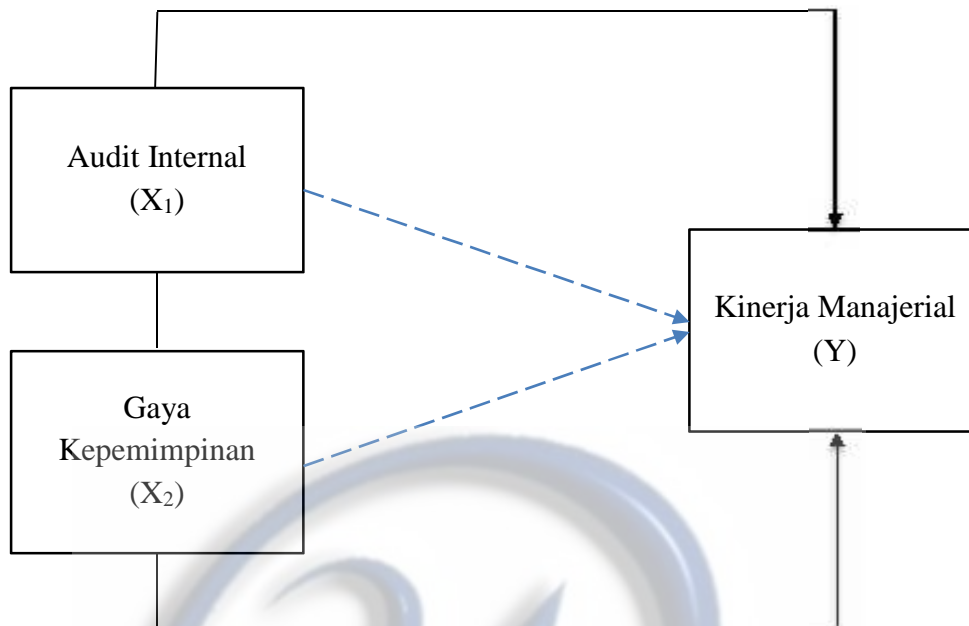 Audit Internal
(X₁)
Kinerja Manajerial
(Y)
Gaya
Kepemimpinan
(X₂)